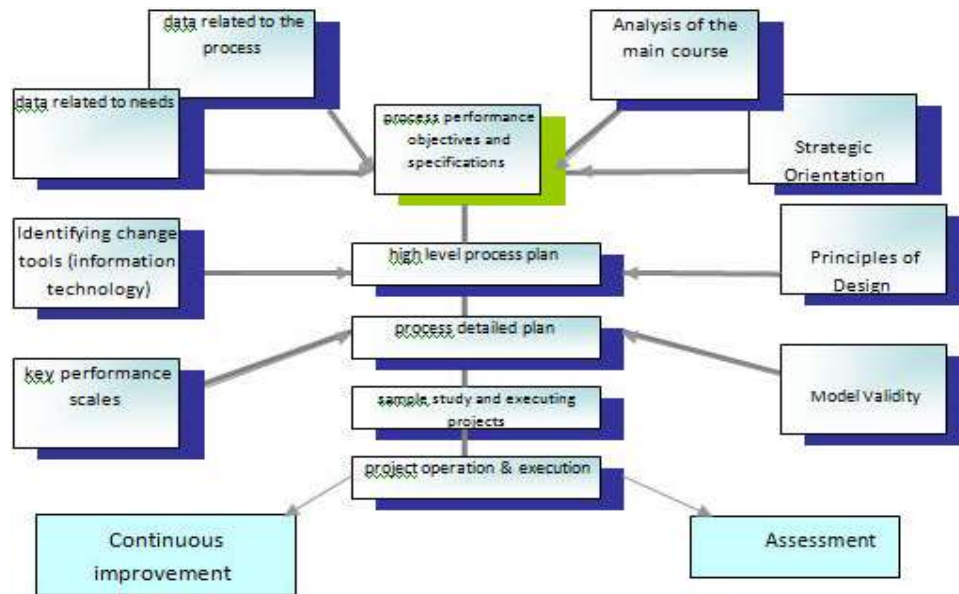 data related to the
process
Analysis of the
main course
data related to needs
process performance
objectives and
specifications
Strategic
Orientation
Identifying change
tools (information
technology)
high level process plan
Principles of
Design
process detailed plan
key performance
scales
Model Validity
sample study and executing
projects
project operation & execution
Continuous
improvement
Assessment